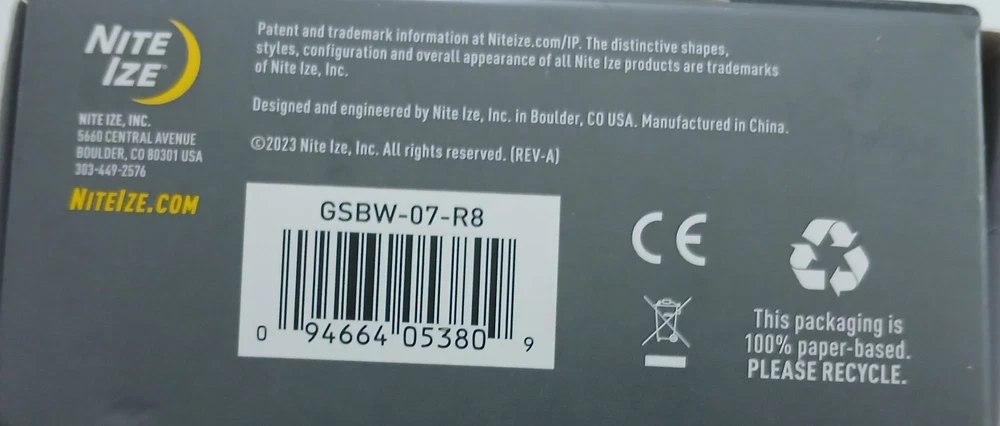 NITE
IZE
NITE IZE, INC.
5660 CENTRAL AVENUE
BOULDER, CO 80301 USA
303-449-2576
NITEIZE.COM
Patent and trademark information at Niteize.com/IP. The distinctive shapes,
styles, configuration and overall appearance of all Nite Ize products are trademarks
of Nite Ize, Inc.
Designed and engineered by Nite Ize, Inc. in Boulder, CO USA. Manufactured in China.
©2023 Nite Ize, Inc. All rights reserved. (REV-A)
GSBW-07-R8
0 94664 05380 9
CE
This packaging is
100% paper-based.
PLEASE RECYCLE.